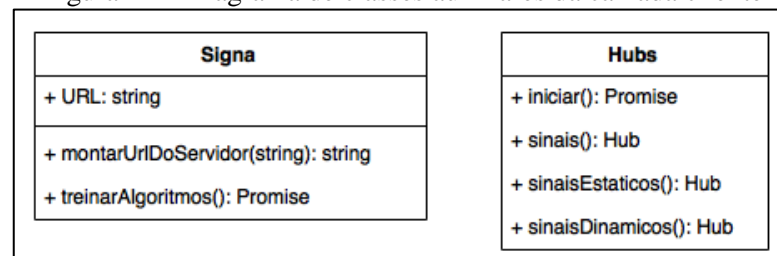 Signa
+ URL: string
+ montarUrlDoServidor(string): string
+ treinarAlgoritmos(): Promise
Hubs
+ iniciar(): Promise
+ sinais(): Hub
+ sinaisEstaticos(): Hub
+ sinaisDinamicos(): Hub